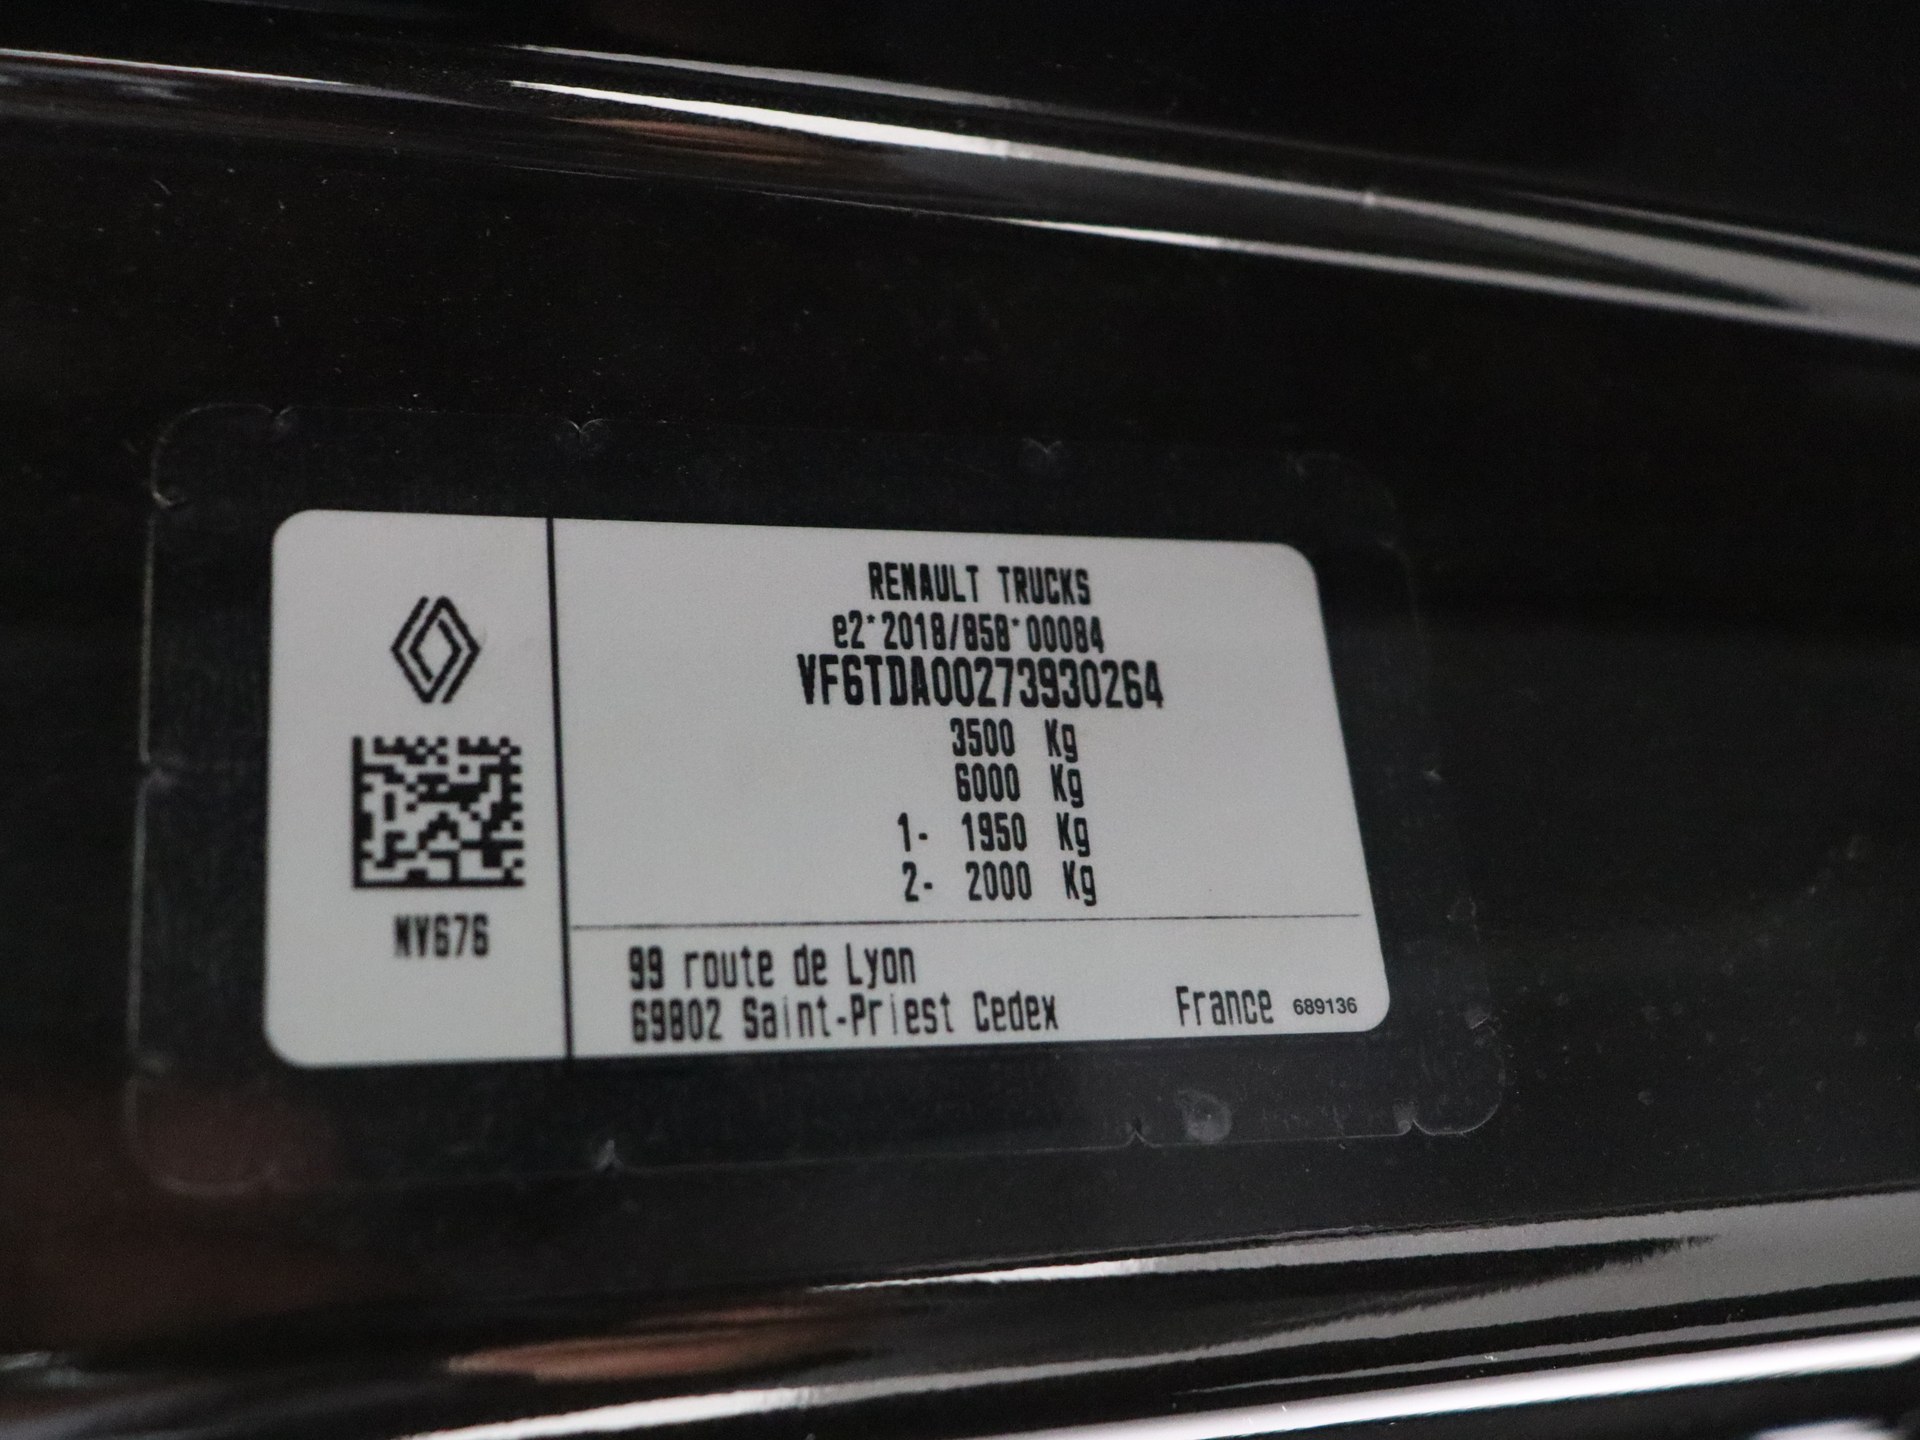 RENAULT TRUCKS
e2*2018/858*00084
VF6TDA00273930264
3500 Kg
6000 Kg
1- 1950 Kg
2- 2000 Kg
NV676
99 route de Lyon
69802 Saint-Priest Cedex France 689136